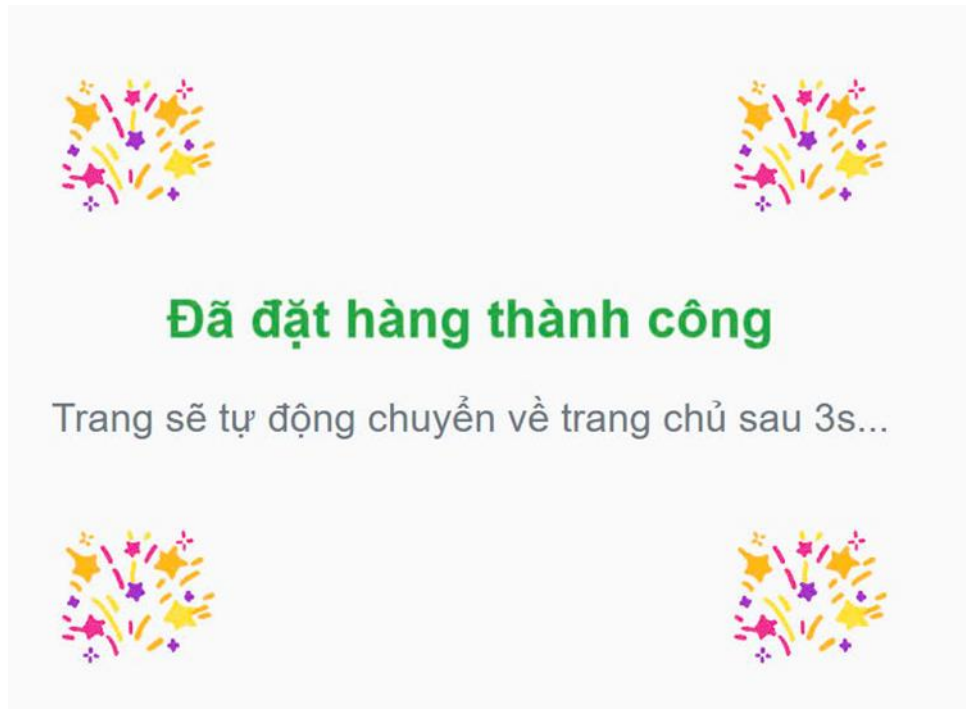 Đã đặt hàng thành công
Trang sẽ tự động chuyển về trang chủ sau 3s...